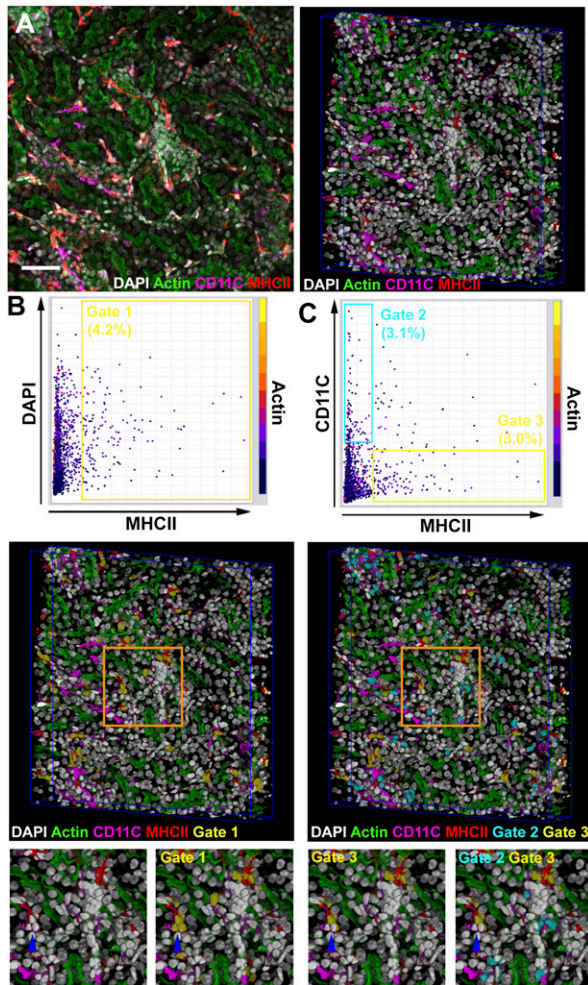 A
DAPI Actin CD11C MHCII
DAPI Actin CD11C MHCII
B
Gate 1
(4.2%)
DAPI
MHCII
Actin
C
Gate 2
(3.1%)
Gate 3
(3.0%)
CD11C
MHCII
Actin
DAPI Actin CD11C MHCII Gate 1
DAPI Actin CD11C MHCII Gate 2 Gate 3
Gate 1
Gate 3
Gate 2 Gate 3